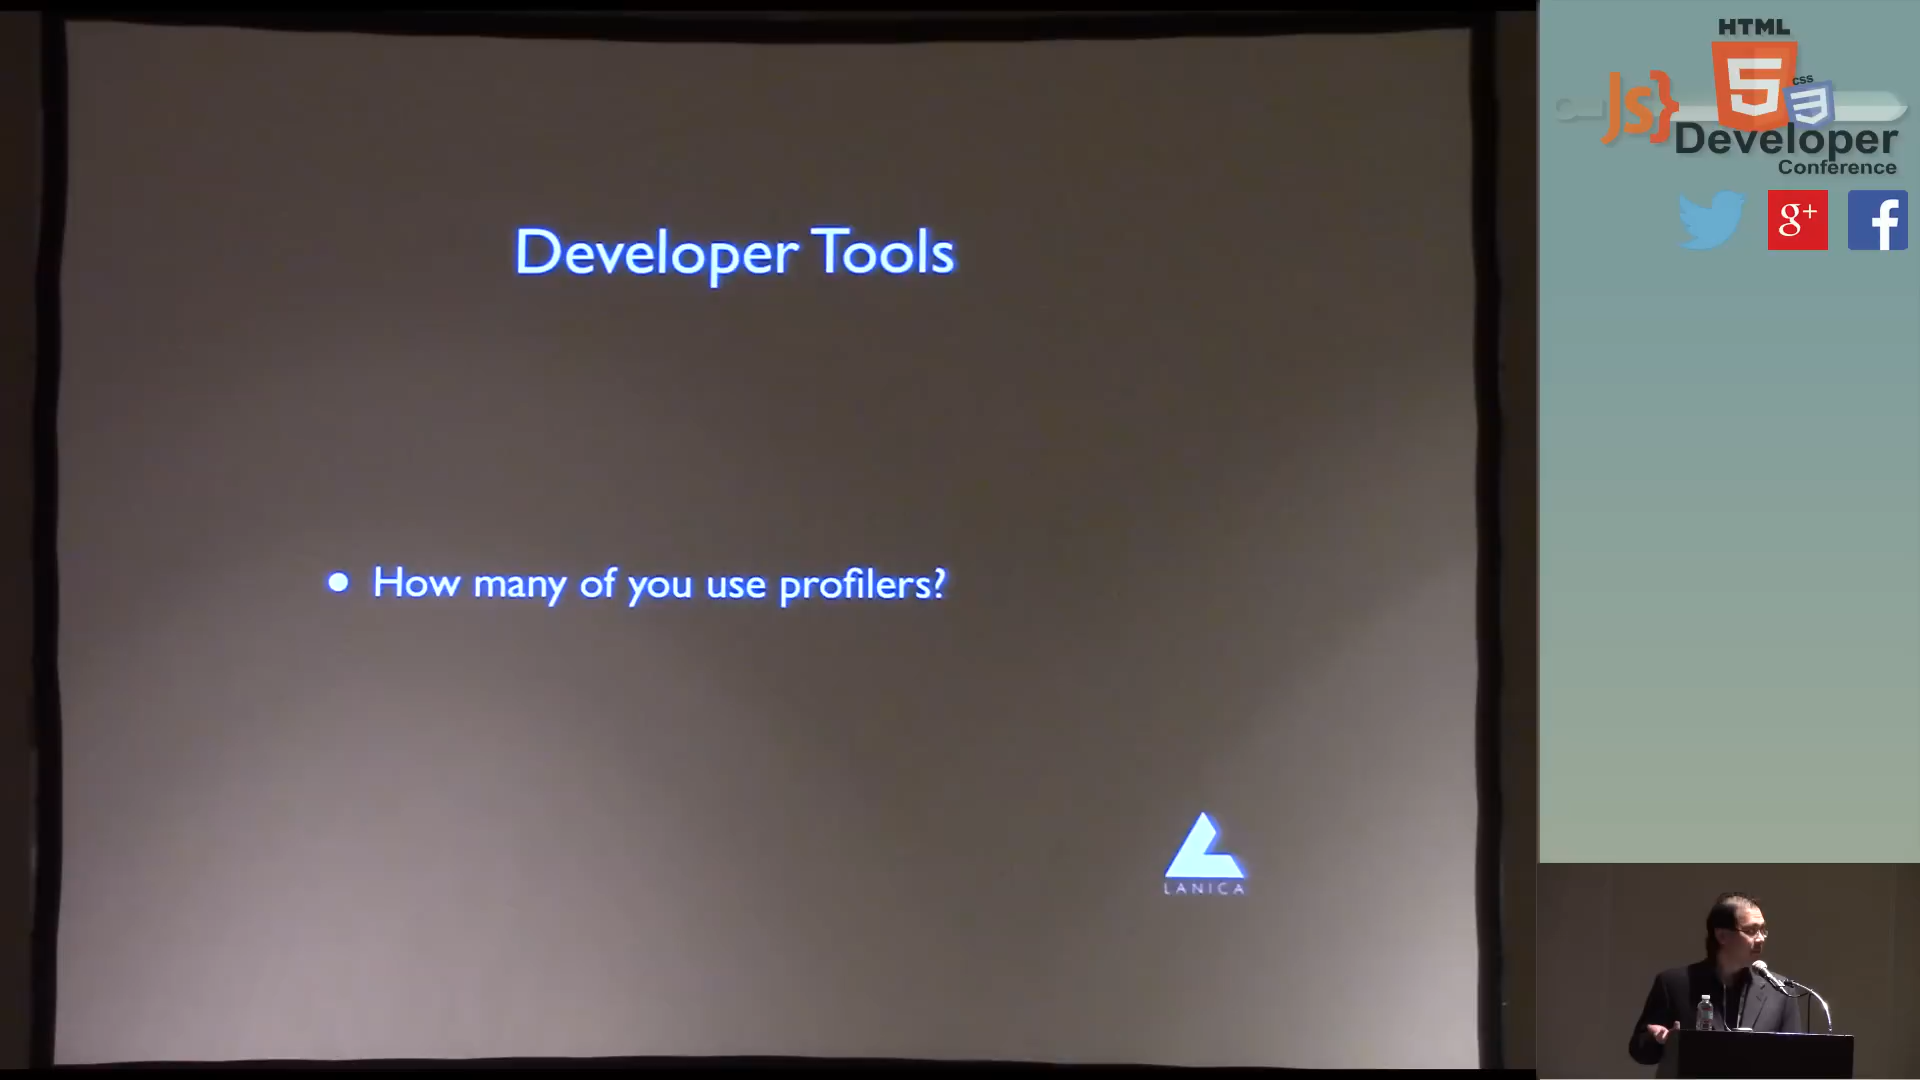 Developer Tools
• How many of you use profilers?
LANICA
HTML
5
JS}
CSS
3
Developer
Conference
g+
f